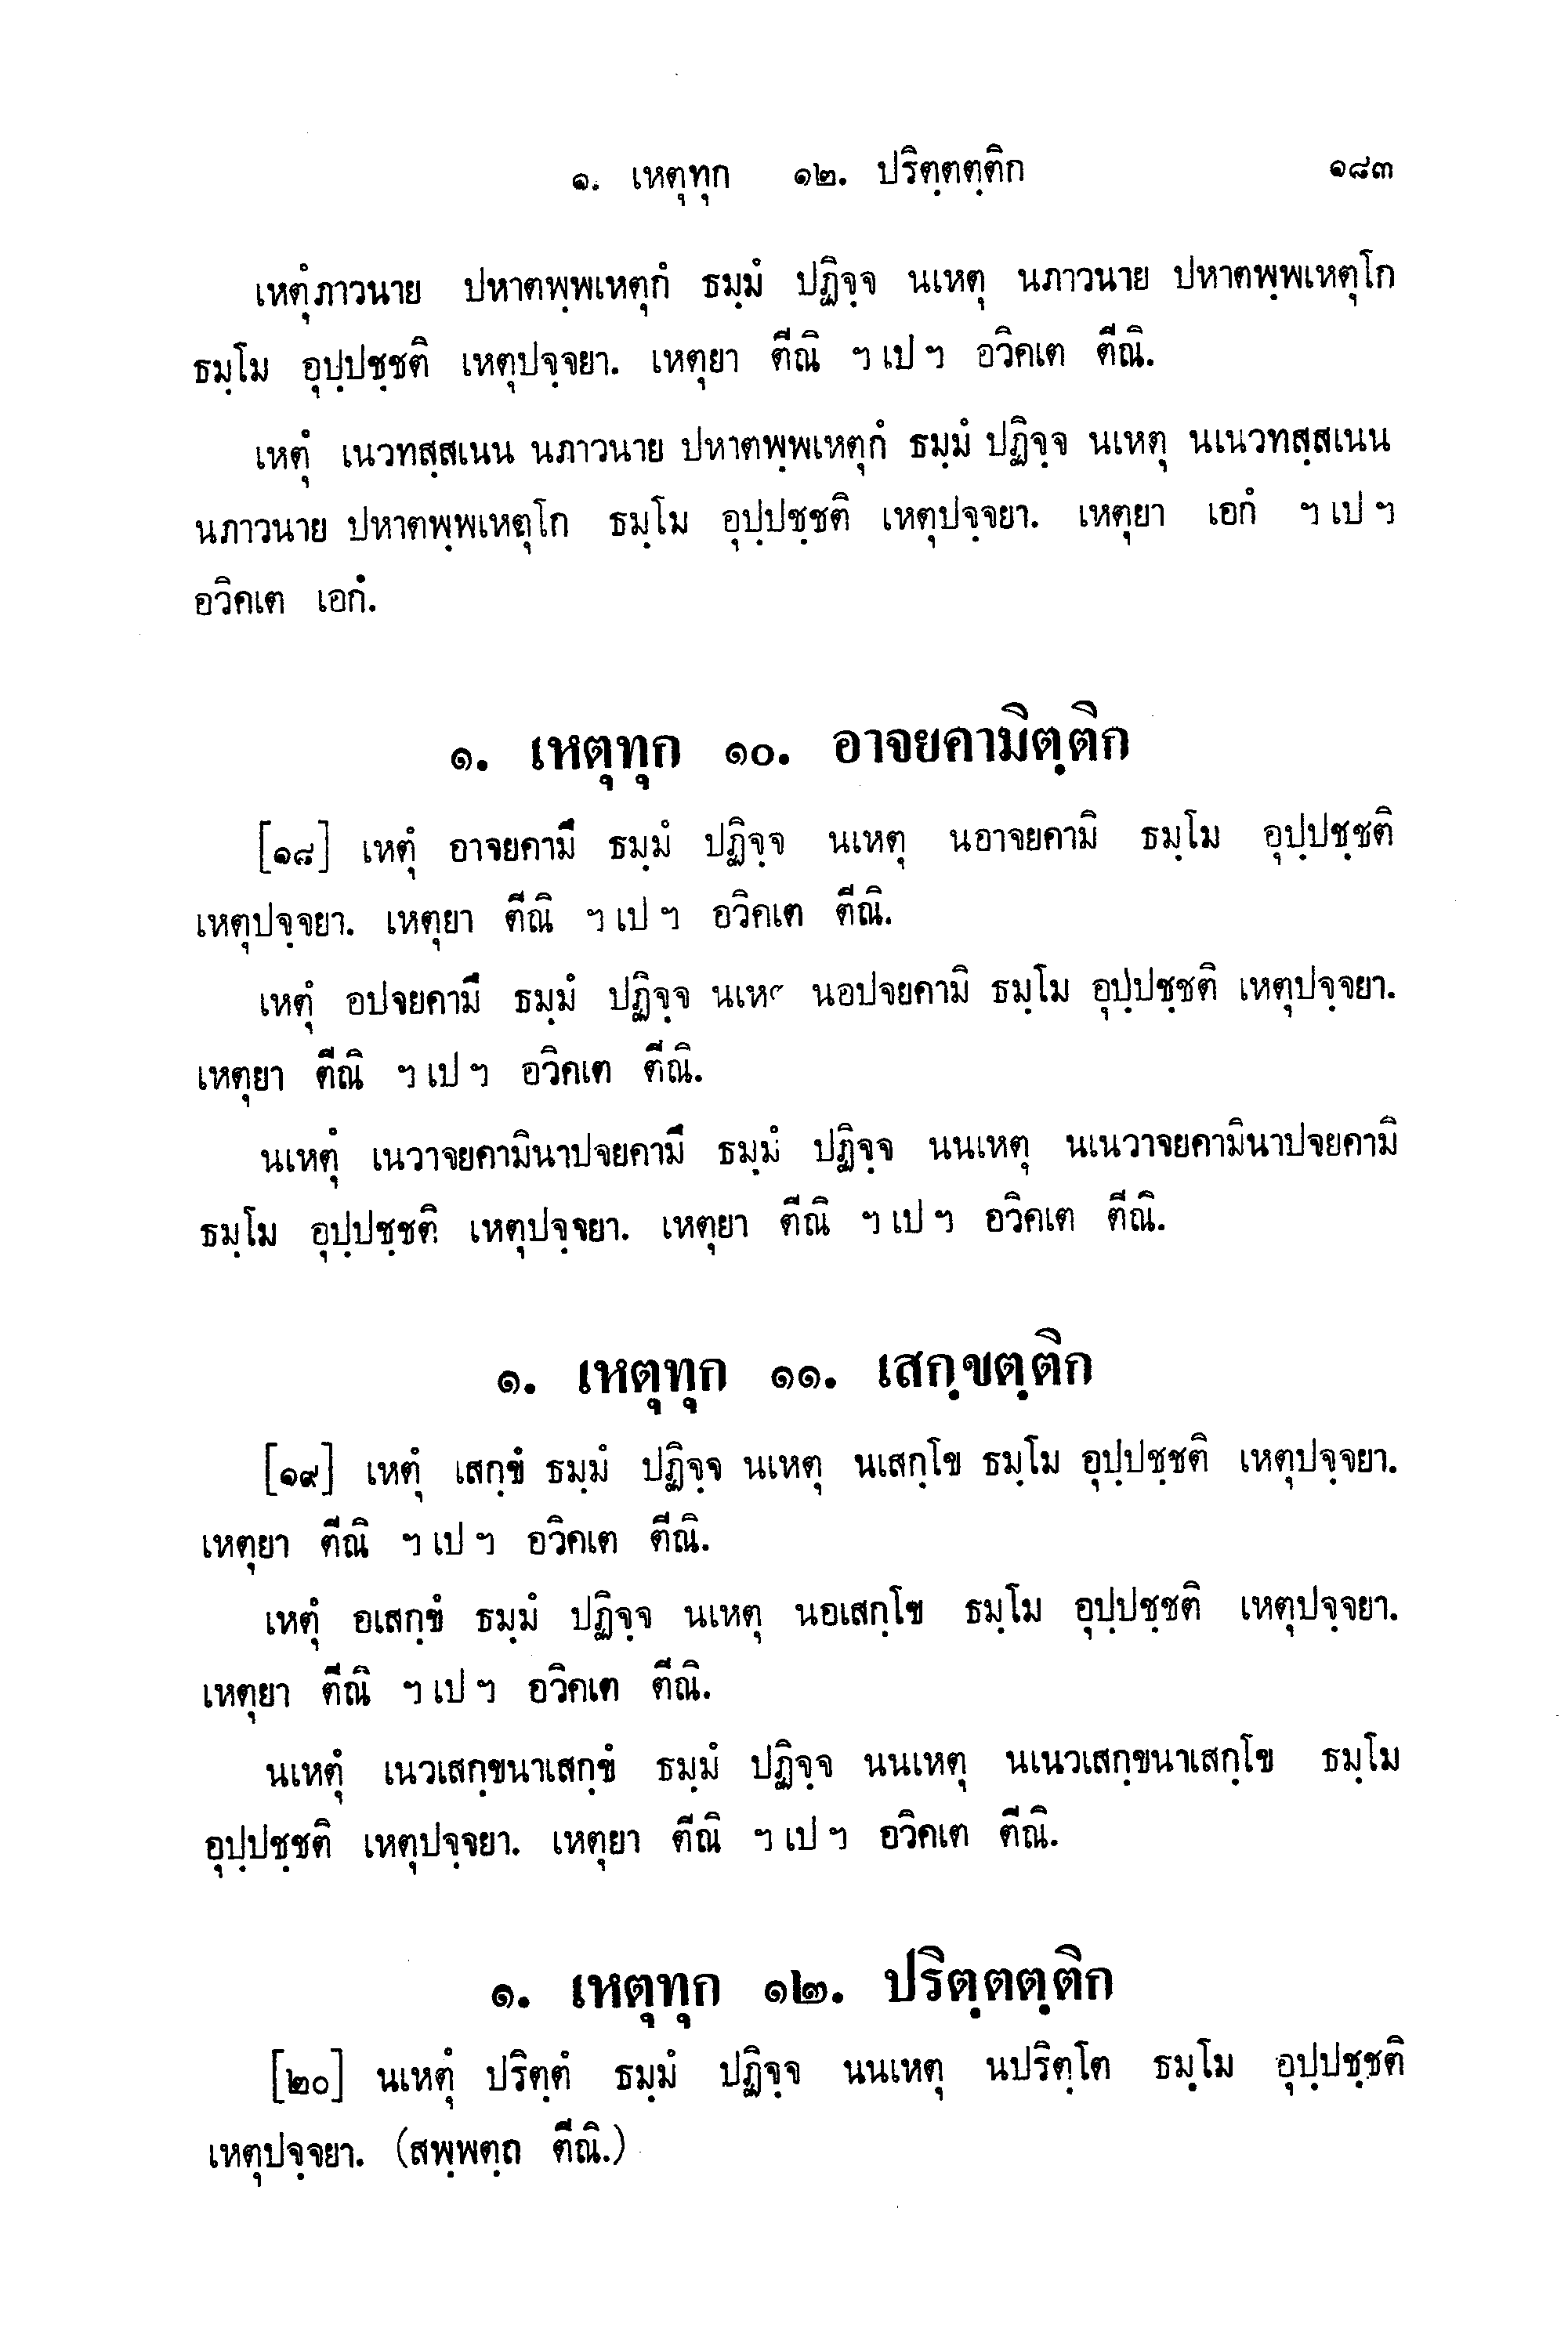 ๑. เหตุทุก ๑๒. ปริตฺตตฺติก ๑๘๓
เหตุํภาวนาย ปหาตพฺพเหตุกํ ธมฺมํ ปฏิจฺจ นเหตุ นภาวนาย ปหาตพฺพเหตุโก
ธมฺโม อุปฺปชฺชติ เหตุปจฺจยา. เหตุยา ตีณิ ฯ เป ฯ อวิคเต ตีณิ.
เหตุํ เนวทสฺสเนน นภาวนาย ปหาตพฺพเหตุกํ ธมฺมํ ปฏิจฺจ นเหตุ นเนวทสฺสเนน
นภาวนาย ปหาตพฺพเหตุโก ธมฺโม อุปฺปชฺชติ เหตุปจฺจยา. เหตุยา เอกํ ฯ เป ฯ
อวิคเต เอกํ.
๑. เหตุทุก ๑๐. อาจยคามิตฺติก
[๑๘] เหตุํ อาจยคามึ ธมฺมํ ปฏิจฺจ นเหตุ นอาจยคามิ ธมฺโม อุปฺปชฺชติ
เหตุปจฺจยา. เหตุยา ตีณิ ฯ เป ฯ อวิคเต ตีณิ.
เหตุํ อปจยคามึ ธมฺมํ ปฏิจฺจ นอปจยคามิ ธมฺโม อุปฺปชฺชติ เหตุปจฺจยา.
เหตุยา ตีณิ ฯ เป ฯ อวิคเต ตีณิ.
นเหตุํ เนวาจยคามินาปจยคามึ ธมฺมํ ปฏิจฺจ นนเหตุ นเนวาจยคามินาปจยคามิ
ธมฺโม อุปฺปชฺชติ เหตุปจฺจยา. เหตุยา ตีณิ ฯ เป ฯ อวิคเต ตีณิ.
๑. เหตุทุก ๑๑. เสกฺขตฺติก
[๑๙] เหตุํ เสกฺขํ ธมฺมํ ปฏิจฺจ นเหตุ นเสกฺโข ธมฺโม อุปฺปชฺชติ เหตุปจฺจยา.
เหตุยา ตีณิ ฯ เป ฯ อวิคเต ตีณิ.
เหตุํ อเสกฺขํ ธมฺมํ ปฏิจฺจ นเหตุ นอเสกฺโข ธมฺโม อุปฺปชฺชติ เหตุปจฺจยา.
เหตุยา ตีณิ ฯ เป ฯ อวิคเต ตีณิ.
นเหตุํ เนวเสกฺขนาเสกฺขํ ธมฺมํ ปฏิจฺจ นนเหตุ นเนวเสกฺขนาเสกฺโข ธมฺโม
อุปฺปชฺชติ เหตุปจฺจยา. เหตุยา ตีณิ ฯ เป ฯ อวิคเต ตีณิ.
๑. เหตุทุก ๑๒. ปริตฺตตฺติก
[๒๐] นเหตุํ ปริตฺตํ ธมฺมํ ปฏิจฺจ นนเหตุ นปริตฺโต ธมฺโม อุปฺปชฺชติ
เหตุปจฺจยา. (สพฺพตฺถ ตีณิ.)